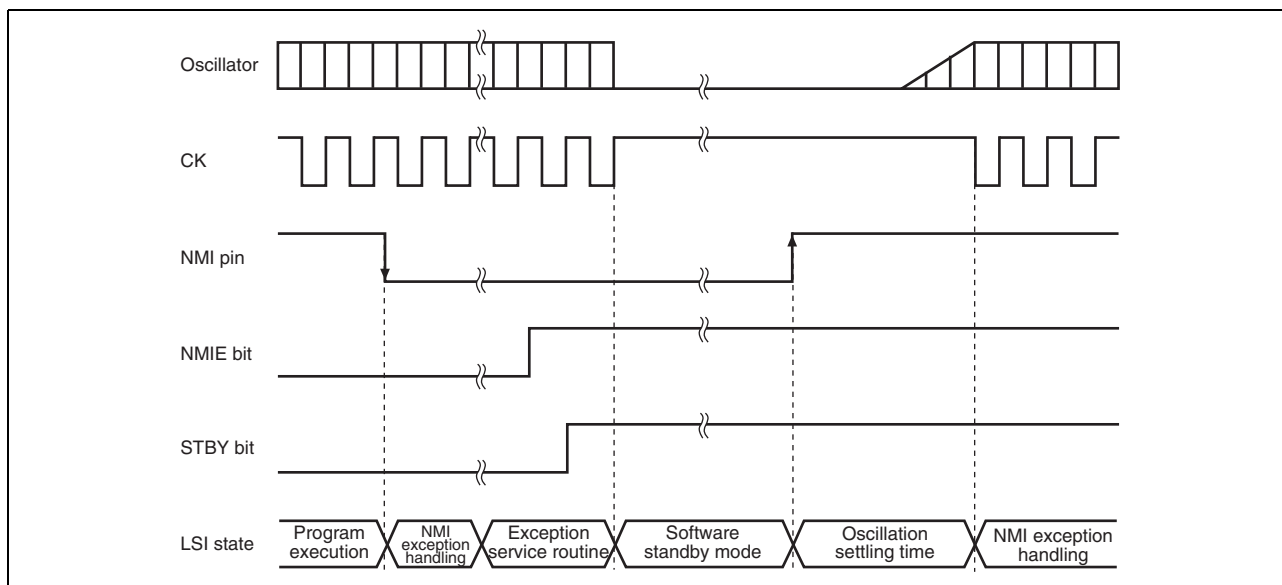 Oscillator
CK
NMI pin
NMIE bit
STBY bit
LSI state
Program
execution
NMI
exception
handling
Exception
service routine
Software
standby mode
Oscillation
settling time
NMI exception
handling